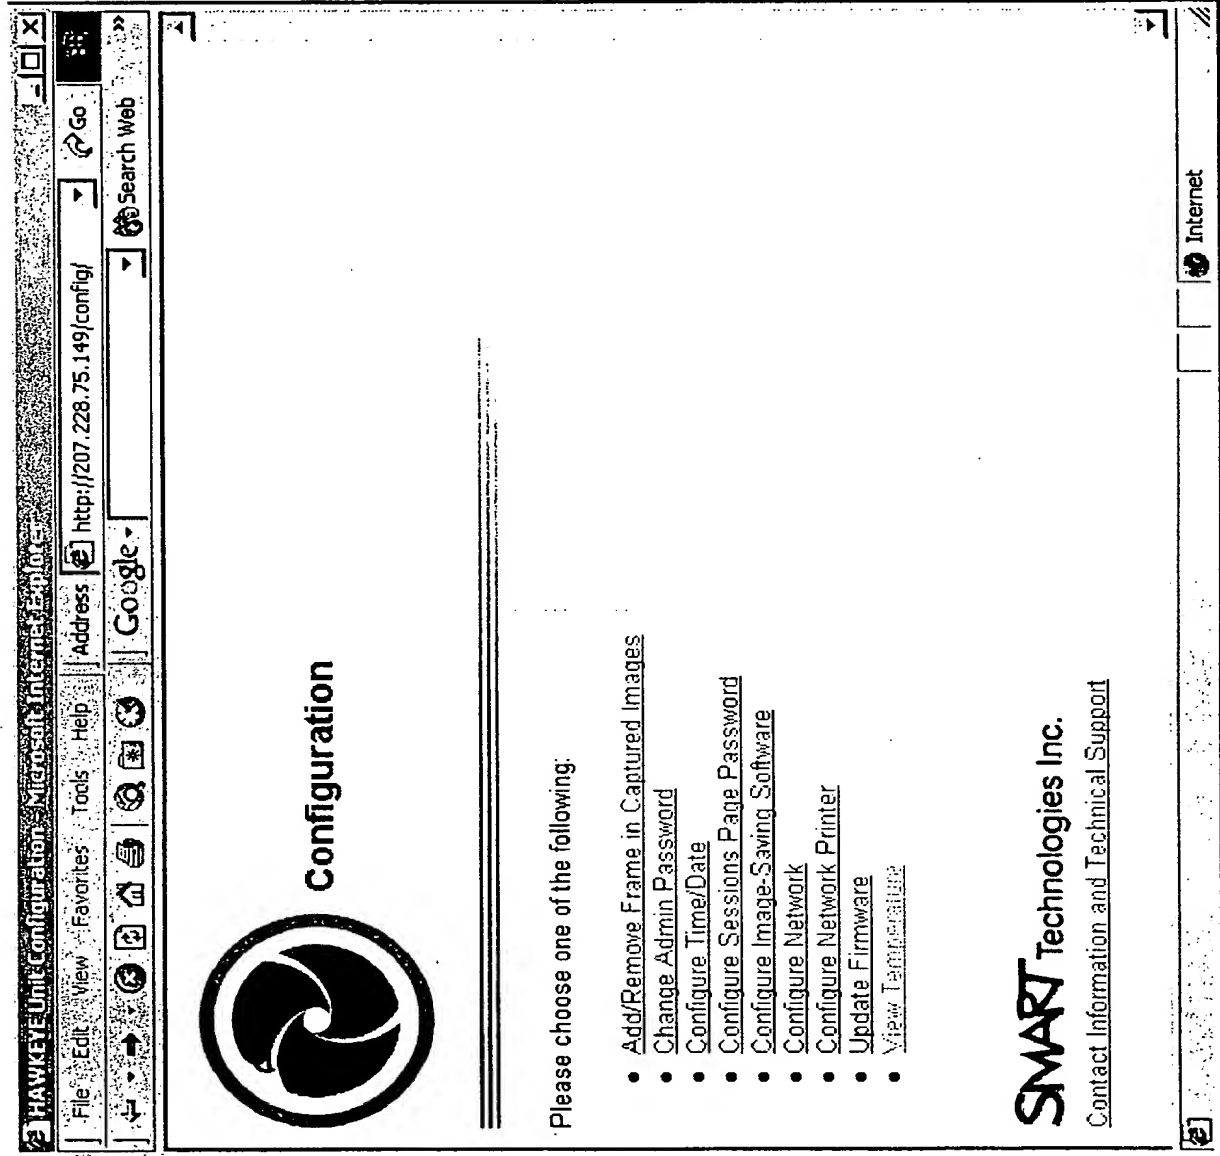 HAWKEYE Unit Configuration - Microsoft Internet Explorer
File Edit View Favorites Tools Help Address http://207.228.75.149/config/ Go
Google Search Web »
Configuration
Please choose one of the following:
• Add/Remove Frame in Captured Images
• Change Admin Password
• Configure Time/Date
• Configure Sessions Page Password
• Configure Image-Saving Software
• Configure Network
• Configure Network Printer
• Update Firmware
• View Temperature
SMART Technologies Inc.
Contact Information and Technical Support
Internet